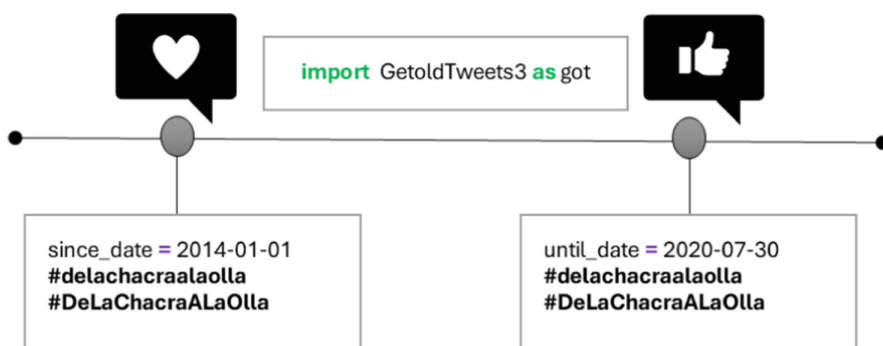 import GetoldTweets3 as got
since_date = 2014-01-01
#delachacraalaolla
#DeLaChacraALaOlla
until_date = 2020-07-30
#delachacraalaolla
#DeLaChacraALaOlla